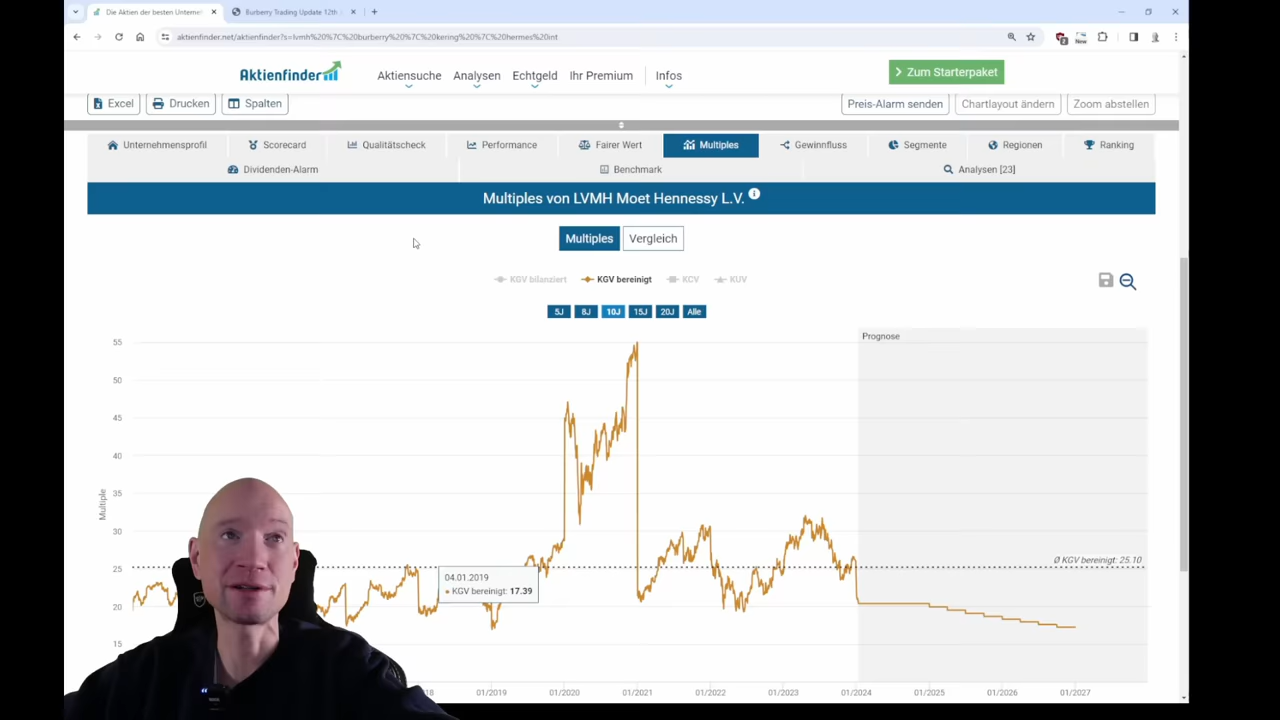 Die Aktien der besten Unterneh
Burberry Trading Update 12th
aktienfinder.net/aktienfinder?s=lvmh%20%7C%20burberry%20%7C%20kering%20%7C%20hermes%20int
New
Aktienfinder
Aktiensuche
Analysen
Echtgeld
Ihr Premium
Infos
Zum Starterpaket
Excel
Drucken
Spalten
Preis-Alarm senden
Chartlayout ändern
Zoom abstellen
Unternehmensprofil
Scorecard
Qualitätscheck
Performance
Fairer Wert
Multiples
Gewinnfluss
Segmente
Regionen
Ranking
Dividenden-Alarm
Benchmark
Analysen [23]
Multiples von LVMH Moet Hennessy L.V.
Multiples
Vergleich
KGV bilanziert
KGV bereinigt
KCV
KUV
5J
8J
10J
15J
20J
Alle
Prognose
55
50
45
40
35
30
25
20
15
Multiple
Ø KGV bereinigt: 25.10
04.01.2019
KGV bereinigt: 17.39
18
01/2019
01/2020
01/2021
01/2022
01/2023
01/2024
01/2025
01/2026
01/2027